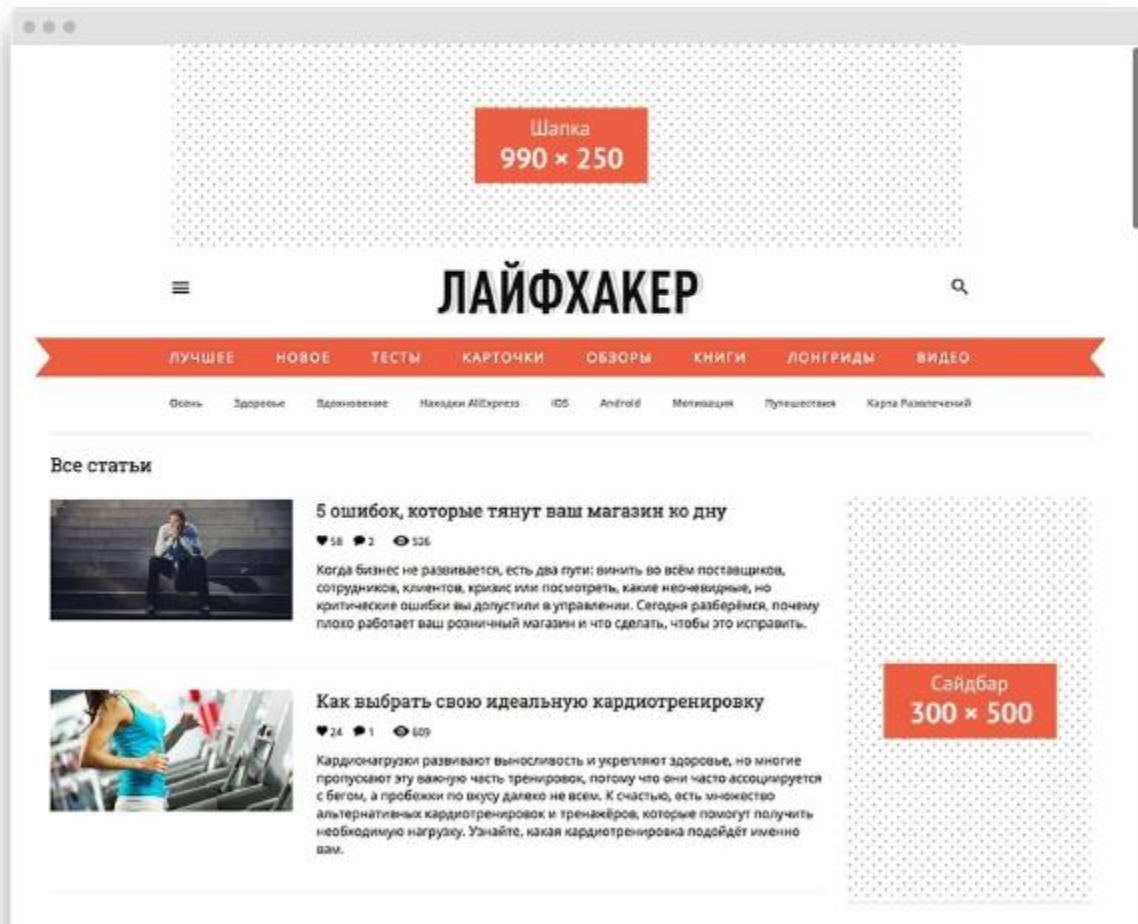 Шапка
990 × 250
ЛАЙФХАКЕР
ЛУЧШЕЕ НОВОЕ ТЕСТЫ КАРТОЧКИ ОБЗОРЫ КНИГИ ЛОНГРИДЫ ВИДЕО
Осень Здоровье Вдохновение Находки AliExpress iOS Android Мотивация Путешествия Карта Развлечений
Все статьи
5 ошибок, которые тянут ваш магазин ко дну
58 2 526
Когда бизнес не развивается, есть два пути: винить во всём поставщиков,
сотрудников, клиентов, кризис или посмотреть, какие неочевидные, но
критические ошибки вы допустили в управлении. Сегодня разберёмся, почему
плохо работает ваш розничный магазин и что сделать, чтобы это исправить.
Как выбрать свою идеальную кардиотренировку
24 1 609
Кардионагрузки развивают выносливость и укрепляют здоровье, но многие
пропускают эту важную часть тренировок, потому что они часто ассоциируется
с бегом, а пробежки по вкусу далеко не всем. К счастью, есть множество
альтернативных кардиотренировок и тренажёров, которые помогут получить
необходимую нагрузку. Узнайте, какая кардиотренировка подойдёт именно
вам.
Сайдбар
300 × 500